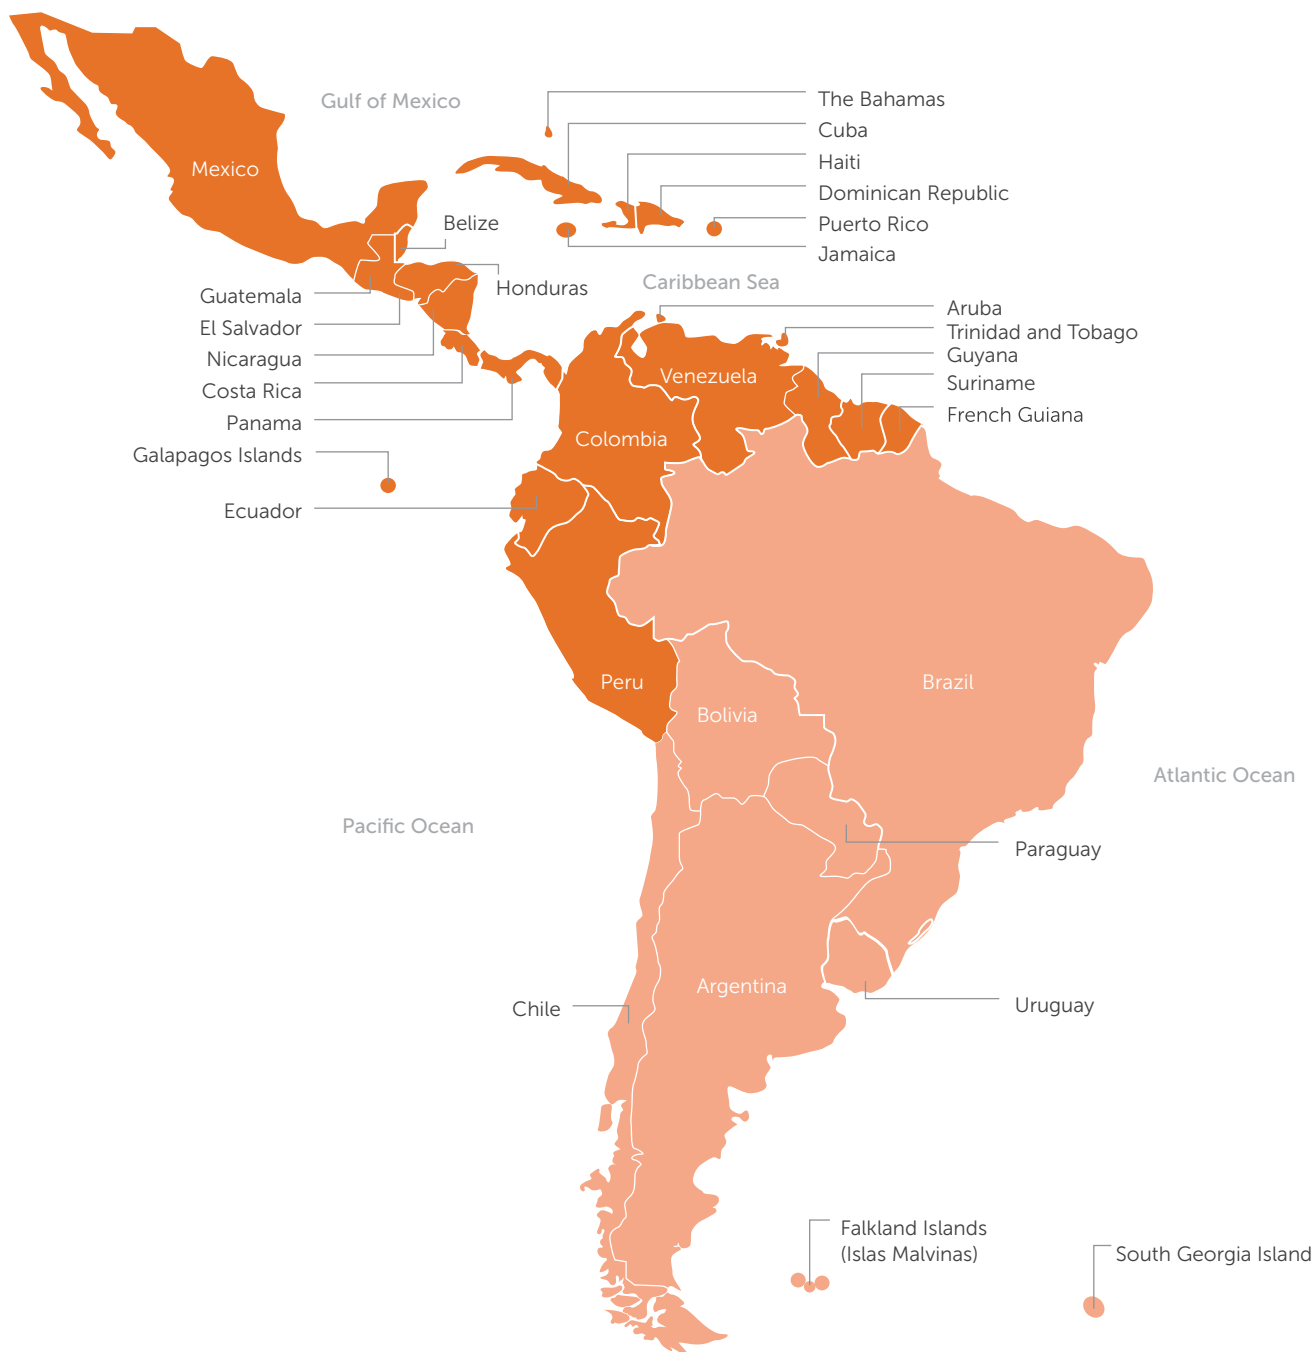 The Bahamas
Gulf of Mexico
Cuba
Haiti
Mexico
Dominican Republic
Belize
Puerto Rico
Jamaica
Caribbean Sea
Honduras
Guatemala
Aruba
El Salvador
Trinidad and Tobago
Nicaragua
Guyana
Venezuela
Suriname
Costa Rica
French Guiana
Panama
Colombia
Galapagos Islands
Ecuador
Peru
Brazil
Bolivia
Atlantic Ocean
Pacific Ocean
Paraguay
Argentina
Chile
Uruguay
Falkland Islands
(Islas Malvinas)
South Georgia Island